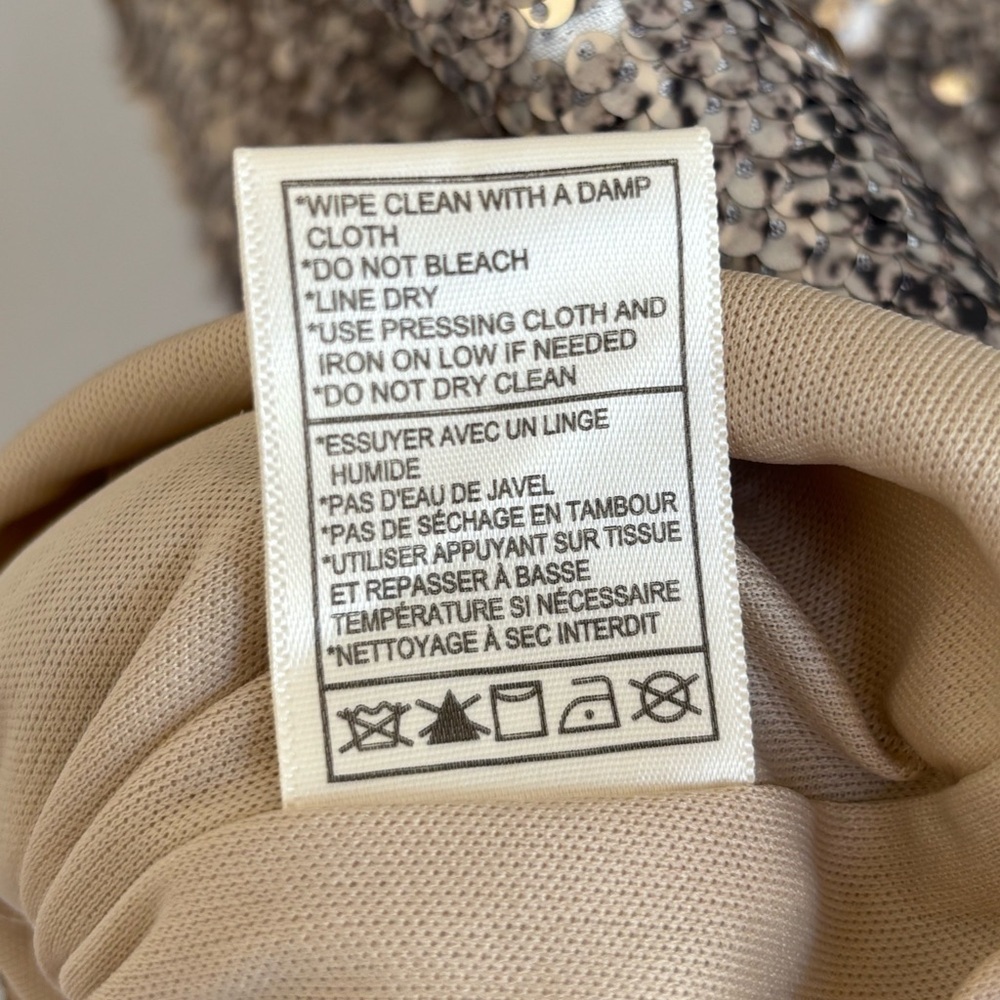 *WIPE CLEAN WITH A DAMP
CLOTH
*DO NOT BLEACH
*LINE DRY
*USE PRESSING CLOTH AND
IRON ON LOW IF NEEDED
*DO NOT DRY CLEAN
*ESSUYER AVEC UN LINGE
HUMIDE
*PAS D'EAU DE JAVEL
*PAS DE SÉCHAGE EN TAMBOUR
*UTILISER APPUYANT SUR TISSUE
ET REPASSER À BASSE
TEMPÉRATURE SI NÉCESSAIRE
*NETTOYAGE À SEC INTERDIT